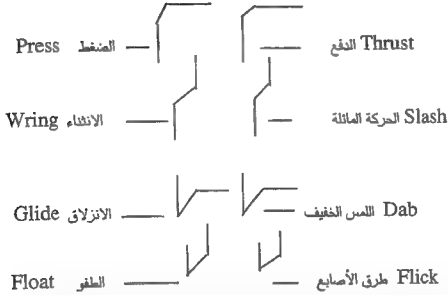 Press الضغط
الدفع Thrust
Wring الانثناء
الحركة المائلة Slash
Glide الانزلاق
اللمس الخفيف Dab
Float الطفو
طرق الأصابع Flick